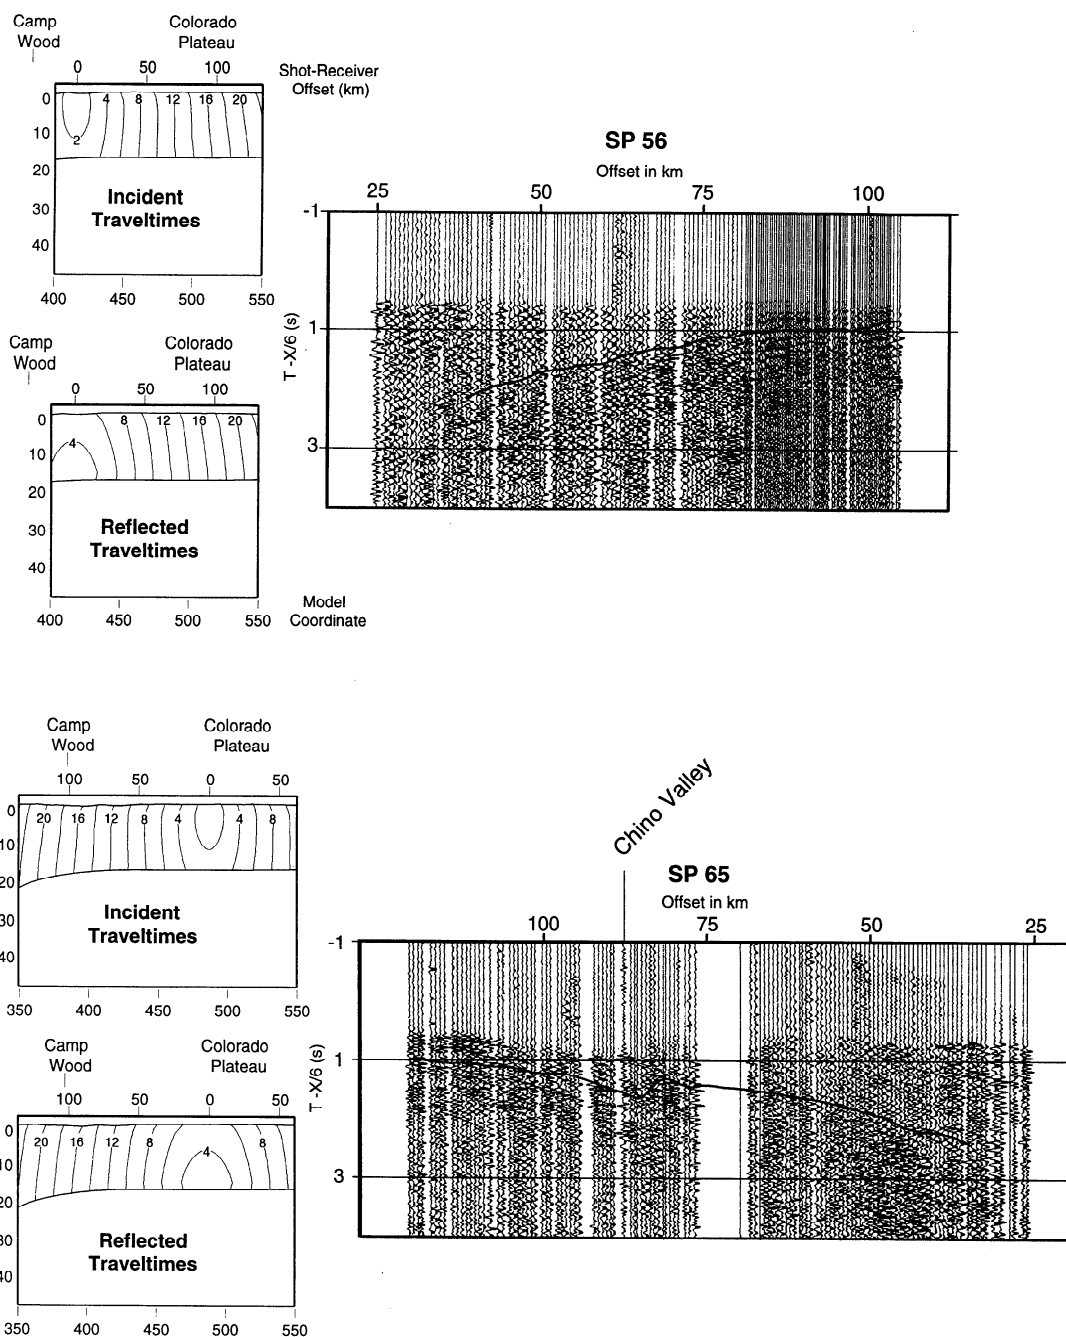 Camp
Wood
Colorado
Plateau
0 50 100
Shot-Receiver
Offset (km)
0 4 8 12 16 20
10 2
20
Incident
Traveltimes
30
40
400 450 500 550
SP 56
Offset in km
25 50 75 100
-1
1
3
T -X/6 (s)
Camp
Wood
Colorado
Plateau
0 50 100
0 8 12 16 20
4
10
20
Reflected
Traveltimes
30
40
Model
Coordinate
400 450 500 550
Camp
Wood
Colorado
Plateau
100 50 0 50
0 20 16 12 8 4 4 8
10
20
Incident
Traveltimes
30
40
350 400 450 500 550
Chino Valley
SP 65
Offset in km
100 75 50 25
-1
1
3
T -X/6 (s)
Camp
Wood
Colorado
Plateau
100 50 0 50
0 20 16 12 8 4 8
10
20
Reflected
Traveltimes
30
40
350 400 450 500 550